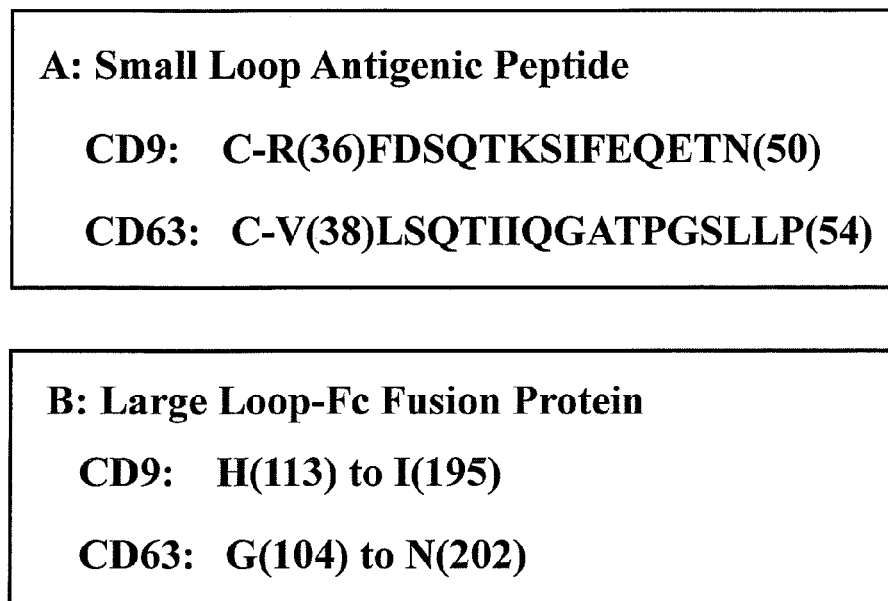 A: Small Loop Antigenic Peptide
CD9: C-R(36)FDSQTKSIFEQETN(50)
CD63: C-V(38)LSQTIIQGATPGSLLP(54)
B: Large Loop-Fc Fusion Protein
CD9: H(113) to I(195)
CD63: G(104) to N(202)